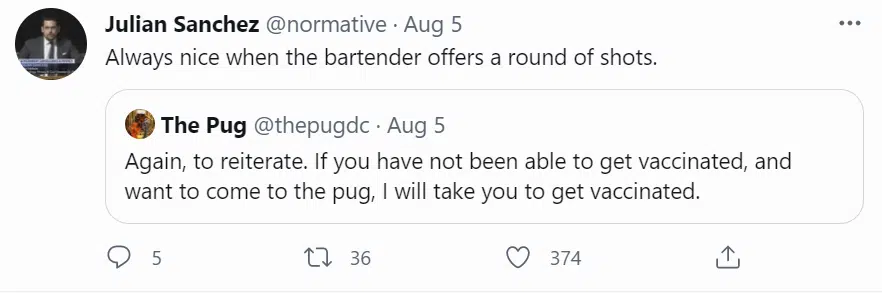 Julian Sanchez @normative · Aug 5
Always nice when the bartender offers a round of shots.
The Pug @thepugdc · Aug 5
Again, to reiterate. If you have not been able to get vaccinated, and
want to come to the pug, I will take you to get vaccinated.
5 36 374